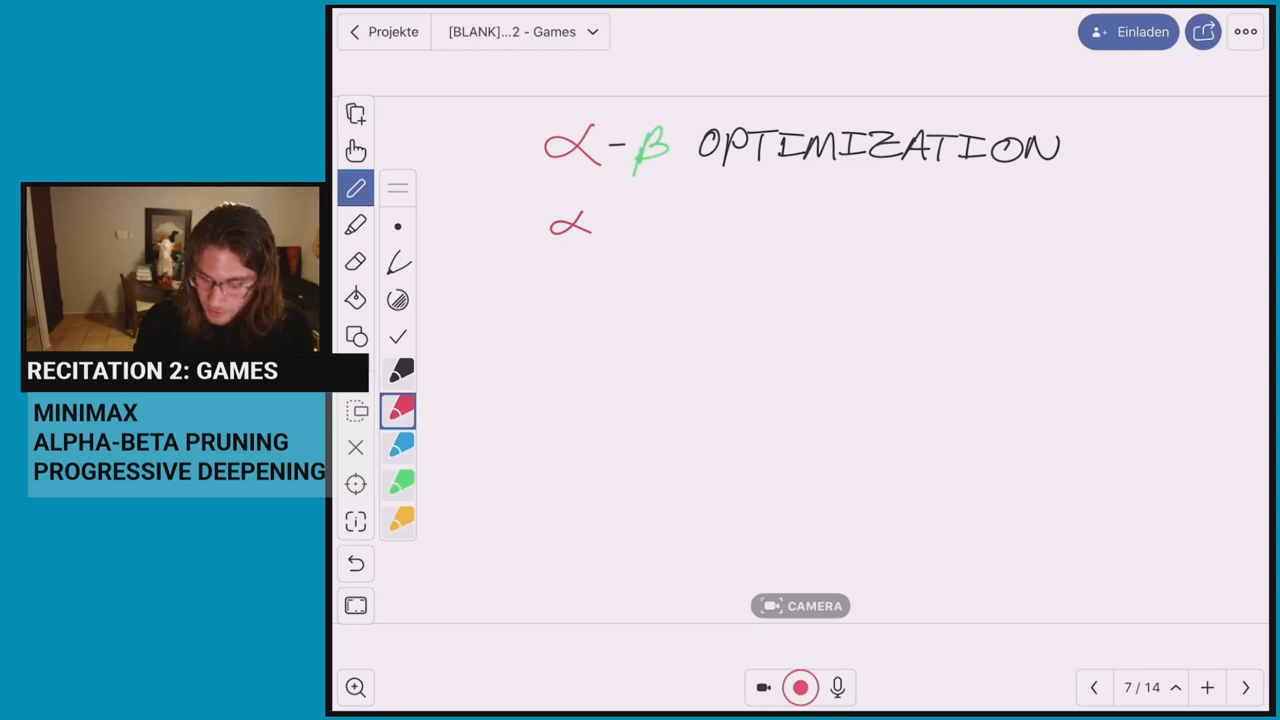 Projekte
[BLANK]...2 - Games
Einladen
α-β OPTIMIZATION
α
RECITATION 2: GAMES
MINIMAX
ALPHA-BETA PRUNING
PROGRESSIVE DEEPENING
CAMERA
7 / 14